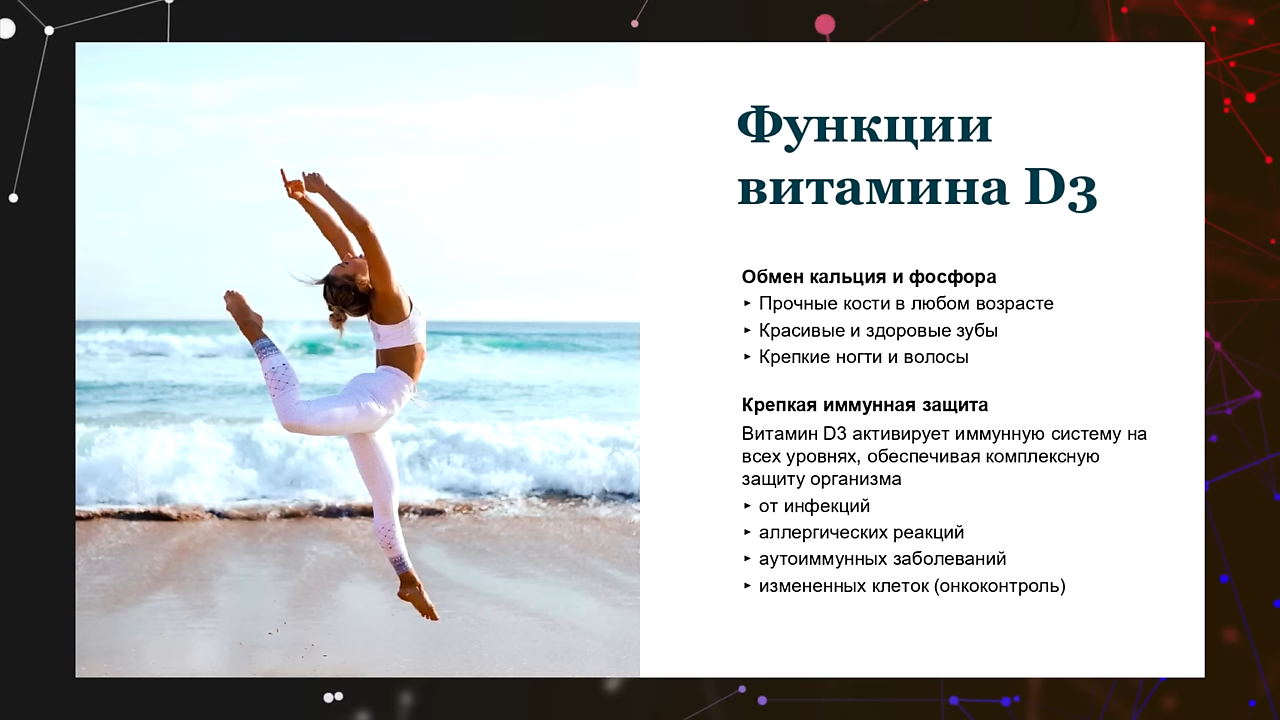 Функции
витамина D3
Обмен кальция и фосфора
‣ Прочные кости в любом возрасте
‣ Красивые и здоровые зубы
‣ Крепкие ногти и волосы
Крепкая иммунная защита
Витамин D3 активирует иммунную систему на
всех уровнях, обеспечивая комплексную
защиту организма
‣ от инфекций
‣ аллергических реакций
‣ аутоиммунных заболеваний
‣ измененных клеток (онкоконтроль)